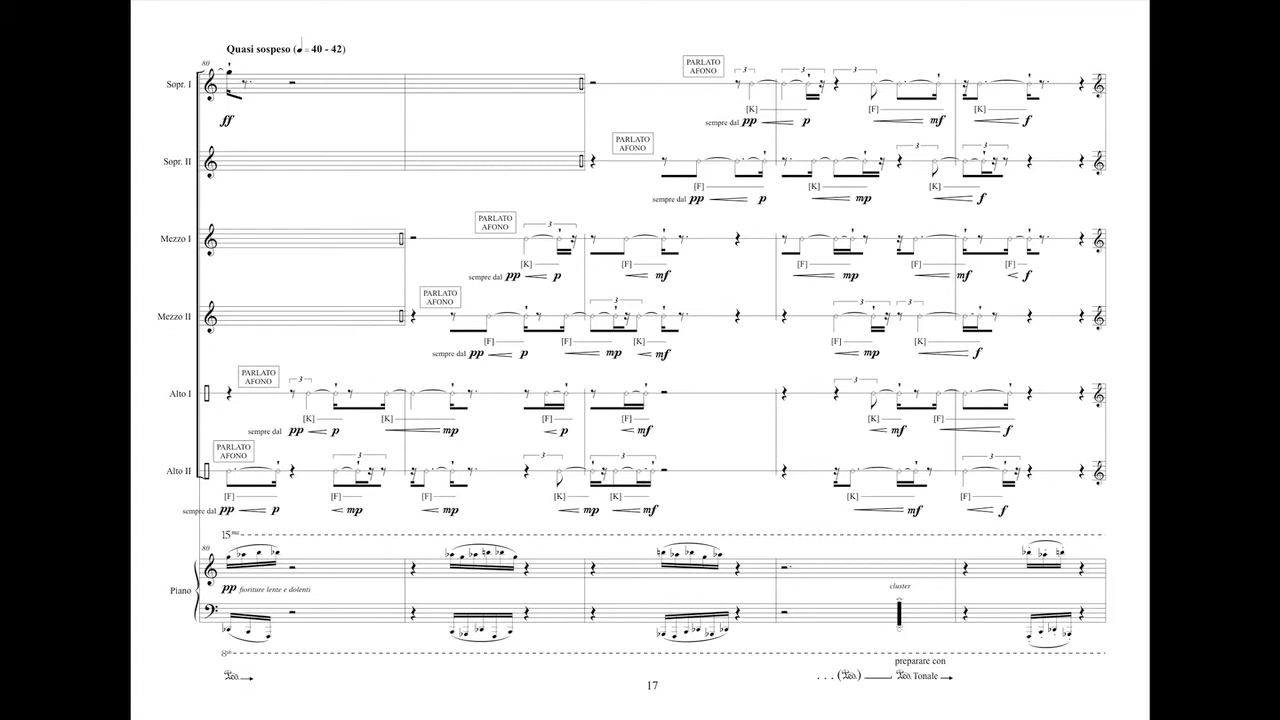 Quasi sospeso (♩ = 40 - 42)
80
Sopr. I
ff
PARLATO
AFONO
3 3 3
[K] [F] [K]
sempre dal pp p mf f
Sopr. II
PARLATO
AFONO
3 3
[F] [K] [K]
sempre dal pp p mp f
Mezzo I
PARLATO
AFONO
3
[K] [F] [F] [F] [F]
sempre dal pp p mf mp mf f
Mezzo II
PARLATO
AFONO
3 3 3
[F] [F] [K] [F] [K]
sempre dal pp p mp mf mp f
Alto I
PARLATO
AFONO
3 3
[K] [K] [F] [F] [K] [F]
sempre dal pp p mp p mf mf f
Alto II
PARLATO
AFONO
3 3 3 3
[F] [F] [F] [K] [K] [K] [F]
sempre dal pp p mp mp mp mf mf f
15ma
80
Piano
pp fioriture lente e dolenti
cluster
8vb
preparare con
Ped. . . . (Ped.) Ped. Tonale
17